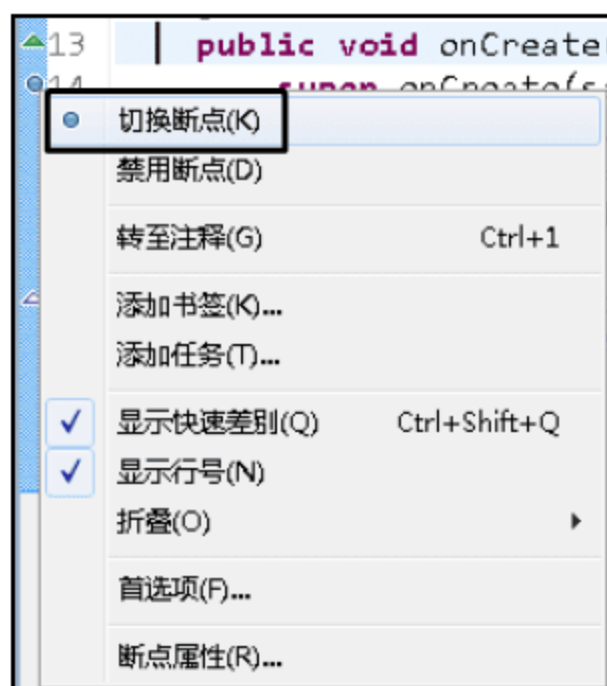 13 public void onCreate
14
切换断点(K)
禁用断点(D)
转至注释(G) Ctrl+1
添加书签(K)...
添加任务(T)...
显示快速差别(Q) Ctrl+Shift+Q
显示行号(N)
折叠(O)
首选项(F)...
断点属性(R)...